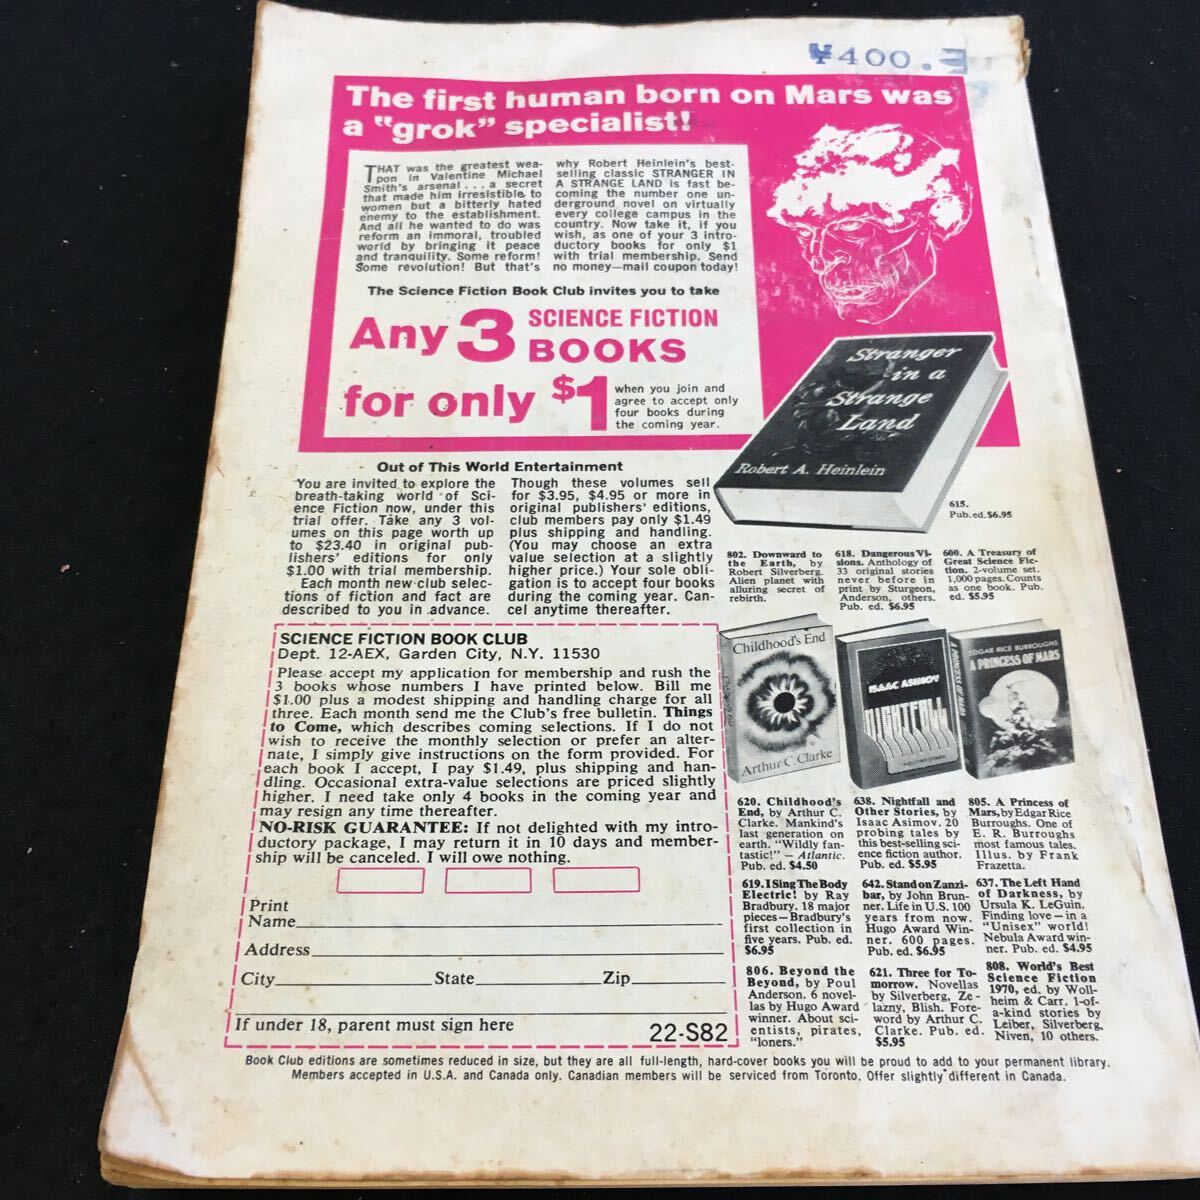 ¥400.
The first human born on Mars was
a "grok" specialist!
THAT was the greatest wea-
pon in Valentine Michael
Smith's arsenal... a secret
that made him irresistible to
women but a bitterly hated
enemy to the establishment.
And all he wanted to do was
reform an immoral, troubled
world by bringing it peace
and tranquility. Some reform!
Some revolution! But that's
why Robert Heinlein's best-
selling classic STRANGER IN
A STRANGE LAND is fast be-
coming the number one un-
derground novel on virtually
every college campus in the
country. Now take it, if you
wish, as one of your 3 intro-
ductory books for only $1
with trial membership. Send
no money—mail coupon today!
The Science Fiction Book Club invites you to take
Any 3 SCIENCE FICTION
BOOKS
for only $1
when you join and
agree to accept only
four books during
the coming year.
Stranger
in a
Strange
Land
Robert A. Heinlein
615.
Pub.ed.$6.95
Out of This World Entertainment
You are invited to explore the
breath-taking world of Sci-
ence Fiction now, under this
trial offer. Take any 3 vol-
umes on this page worth up
to $23.40 in original pub-
lishers' editions for only
$1.00 with trial membership.
Each month new club selec-
tions of fiction and fact are
described to you in advance.
Though these volumes sell
for $3.95, $4.95 or more in
original publishers' editions,
club members pay only $1.49
plus shipping and handling.
(You may choose an extra
value selection at a slightly
higher price.) Your sole obli-
gation is to accept four books
during the coming year. Can-
cel anytime thereafter.
802. Downward to
the Earth, by
Robert Silverberg.
Alien planet with
alluring secret of
rebirth.
618. Dangerous Vi-
sions. Anthology of
33 original stories
never before in
print by Sturgeon,
Anderson, others.
Pub. ed. $6.95
600. A Treasury of
Great Science Fic-
tion. 2-volume set.
1,000 pages. Counts
as one book. Pub.
ed. $5.95
Childhood's End
Arthur C. Clarke
ISAAC ASIMOV
NIGHTFALL
A PRINCESS OF MARS
EDGAR RICE BURROUGHS
A PRINCESS OF MARS
620. Childhood's
End, by Arthur C.
Clarke. Mankind's
last generation on
earth. "Wildly fan-
tastic!" — Atlantic.
Pub. ed. $4.50
638. Nightfall and
Other Stories, by
Isaac Asimov. 20
probing tales by
this best-selling sci-
ence fiction author.
Pub. ed. $5.95
805. A Princess of
Mars, by Edgar Rice
Burroughs. One of
E. R. Burroughs
most famous tales.
Illus. by Frank
Frazetta.
619. I Sing The Body
Electric! by Ray
Bradbury. 18 major
pieces—Bradbury's
first collection in
five years. Pub. ed.
$6.95
642. Stand on Zanzi-
bar, by John Brun-
ner. Life in U.S. 100
years from now.
Hugo Award Win-
ner. 600 pages.
Pub. ed. $6.95
637. The Left Hand
of Darkness, by
Ursula K. LeGuin.
Finding love—in a
"Unisex" world!
Nebula Award win-
ner. Pub. ed. $4.95
806. Beyond the
Beyond, by Poul
Anderson. 6 novel-
las by Hugo Award
winner. About sci-
entists, pirates,
"loners."
621. Three for To-
morrow. Novellas
by Silverberg, Ze-
lazny, Blish. Fore-
word by Arthur C.
Clarke. Pub. ed.
$5.95
808. World's Best
Science Fiction
1970, ed. by Woll-
heim & Carr. 1-of-
a-kind stories by
Leiber, Silverberg,
Niven, 10 others.
SCIENCE FICTION BOOK CLUB
Dept. 12-AEX, Garden City, N.Y. 11530
Please accept my application for membership and rush the
3 books whose numbers I have printed below. Bill me
$1.00 plus a modest shipping and handling charge for all
three. Each month send me the Club's free bulletin. Things
to Come, which describes coming selections. If I do not
wish to receive the monthly selection or prefer an alter-
nate, I simply give instructions on the form provided. For
each book I accept, I pay $1.49, plus shipping and han-
dling. Occasional extra-value selections are priced slightly
higher. I need take only 4 books in the coming year and
may resign any time thereafter.
NO-RISK GUARANTEE: If not delighted with my intro-
ductory package, I may return it in 10 days and member-
ship will be canceled. I will owe nothing.
Print
Name
Address
City State Zip
If under 18, parent must sign here 22-S82
Book Club editions are sometimes reduced in size, but they are all full-length, hard-cover books you will be proud to add to your permanent library.
Members accepted in U.S.A. and Canada only. Canadian members will be serviced from Toronto. Offer slightly different in Canada.